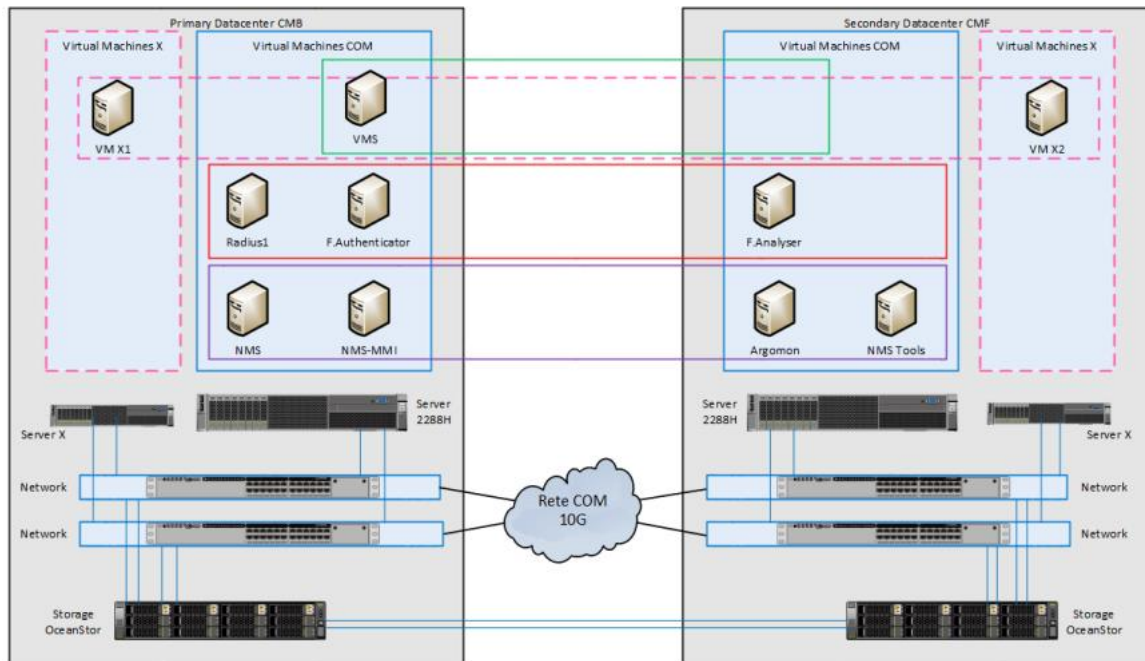 Primary Datacenter CMB
Secondary Datacenter CMF
Virtual Machines X
Virtual Machines COM
Virtual Machines COM
Virtual Machines X
VM X1
VMS
VM X2
Radius1
F.Authenticator
F.Analyser
NMS
NMS-MMI
Argomon
NMS Tools
Server X
Server
2288H
Server
2288H
Server X
Network
Network
Rete COM
10G
Network
Network
Storage
OceanStor
Storage
OceanStor